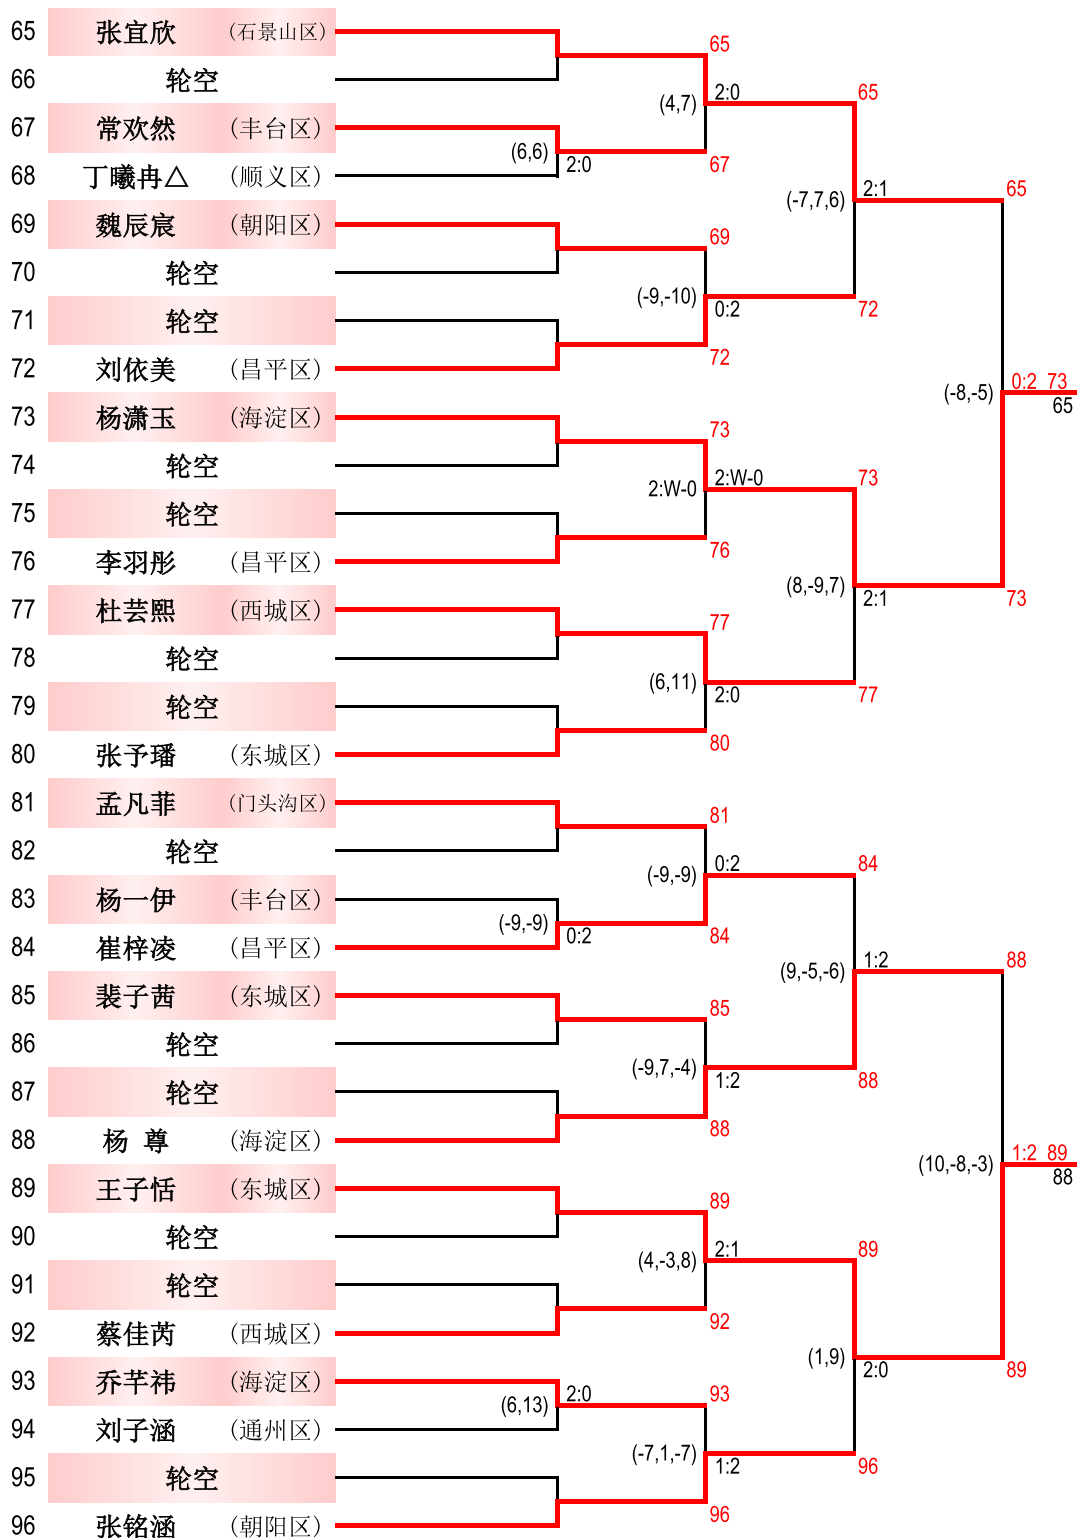 65 张宜欣 (石景山区)
65
66 轮空
(4,7) 2:0 65
67 常欢然 (丰台区)
(6,6) 2:0 67
68 丁曦冉△ (顺义区)
(-7,7,6) 2:1 65
69 魏辰宸 (朝阳区)
69
70 轮空
(-9,-10) 0:2 72
71 轮空
72
72 刘依美 (昌平区)
(-8,-5) 0:2 73
65
73 杨潇玉 (海淀区)
73
74 轮空
2:W-0 2:W-0 73
75 轮空
76
76 李羽彤 (昌平区)
(8,-9,7) 2:1 73
77 杜芸熙 (西城区)
77
78 轮空
(6,11) 2:0 77
79 轮空
80
80 张予璠 (东城区)
81 孟凡菲 (门头沟区)
81
82 轮空
(-9,-9) 0:2 84
83 杨一伊 (丰台区)
(-9,-9) 0:2 84
84 崔梓凌 (昌平区)
(9,-5,-6) 1:2 88
85 裴子茜 (东城区)
85
86 轮空
(-9,7,-4) 1:2 88
87 轮空
88
88 杨 尊 (海淀区)
(10,-8,-3) 1:2 89
88
89 王子恬 (东城区)
89
90 轮空
(4,-3,8) 2:1 89
91 轮空
92
92 蔡佳芮 (西城区)
(1,9) 2:0 89
93 乔芊祎 (海淀区)
(6,13) 2:0 93
94 刘子涵 (通州区)
(-7,1,-7) 1:2 96
95 轮空
96
96 张铭涵 (朝阳区)